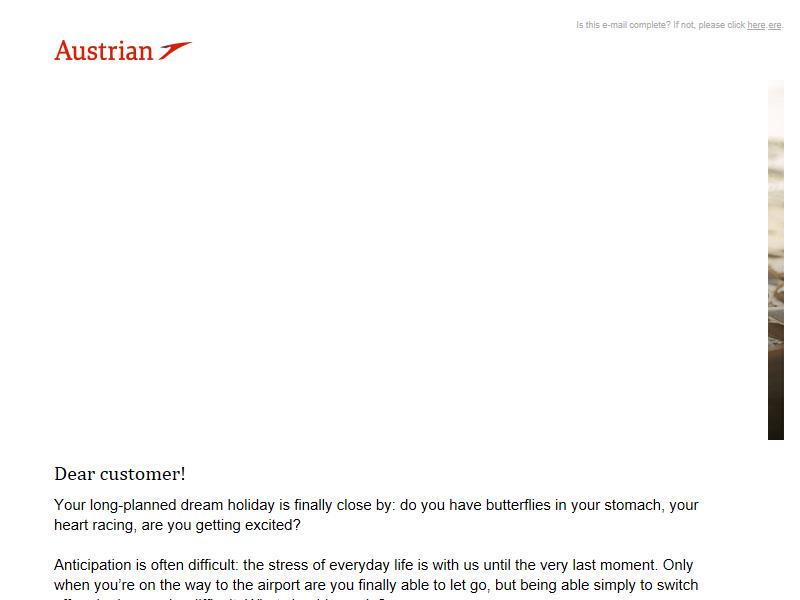 Is this e-mail complete? If not, please click here.ere.
Austrian
Dear customer!
Your long-planned dream holiday is finally close by: do you have butterflies in your stomach, your
heart racing, are you getting excited?
Anticipation is often difficult: the stress of everyday life is with us until the very last moment. Only
when you’re on the way to the airport are you finally able to let go, but being able simply to switch